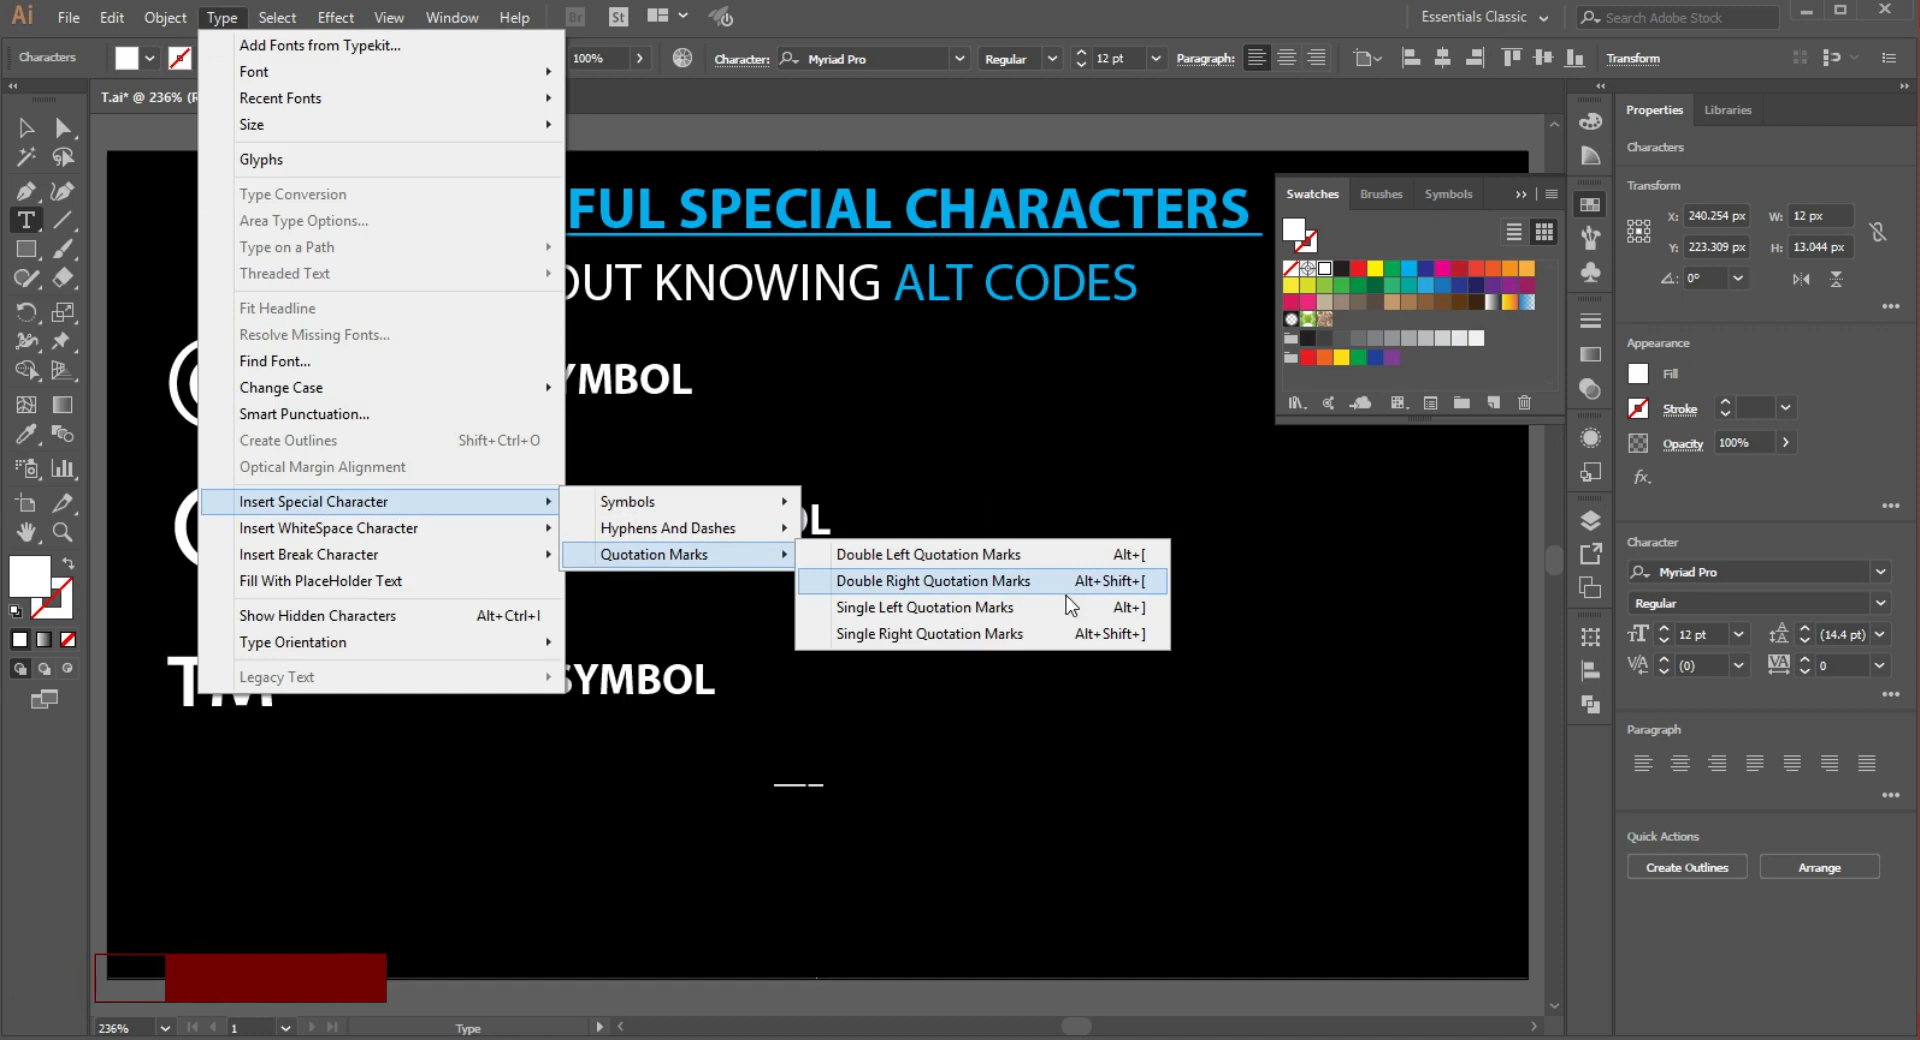 Ai File Edit Object Type Select Effect View Window Help Br St Essentials Classic Search Adobe Stock
Characters 100% Character: Myriad Pro Regular 12 pt Paragraph: Transform
T.ai* @ 236% (R
Add Fonts from Typekit...
Font
Recent Fonts
Size
Glyphs
Type Conversion
Area Type Options...
Type on a Path
Threaded Text
Fit Headline
Resolve Missing Fonts...
Find Font...
Change Case
Smart Punctuation...
Create Outlines Shift+Ctrl+O
Optical Margin Alignment
Insert Special Character
Insert WhiteSpace Character
Insert Break Character
Fill With PlaceHolder Text
Show Hidden Characters Alt+Ctrl+I
Type Orientation
Legacy Text
Symbols
Hyphens And Dashes
Quotation Marks
Double Left Quotation Marks Alt+[
Double Right Quotation Marks Alt+Shift+[
Single Left Quotation Marks Alt+]
Single Right Quotation Marks Alt+Shift+]
FUL SPECIAL CHARACTERS
OUT KNOWING ALT CODES
YMBOL
OL
TM SYMBOL
Swatches Brushes Symbols
Properties Libraries
Characters
Transform
X: 240.254 px W: 12 px
Y: 223.309 px H: 13.044 px
0°
Appearance
Fill
Stroke
Opacity 100%
fx.
Character
Myriad Pro
Regular
12 pt (14.4 pt)
(0) 0
Paragraph
Quick Actions
Create Outlines Arrange
236% 1 Type